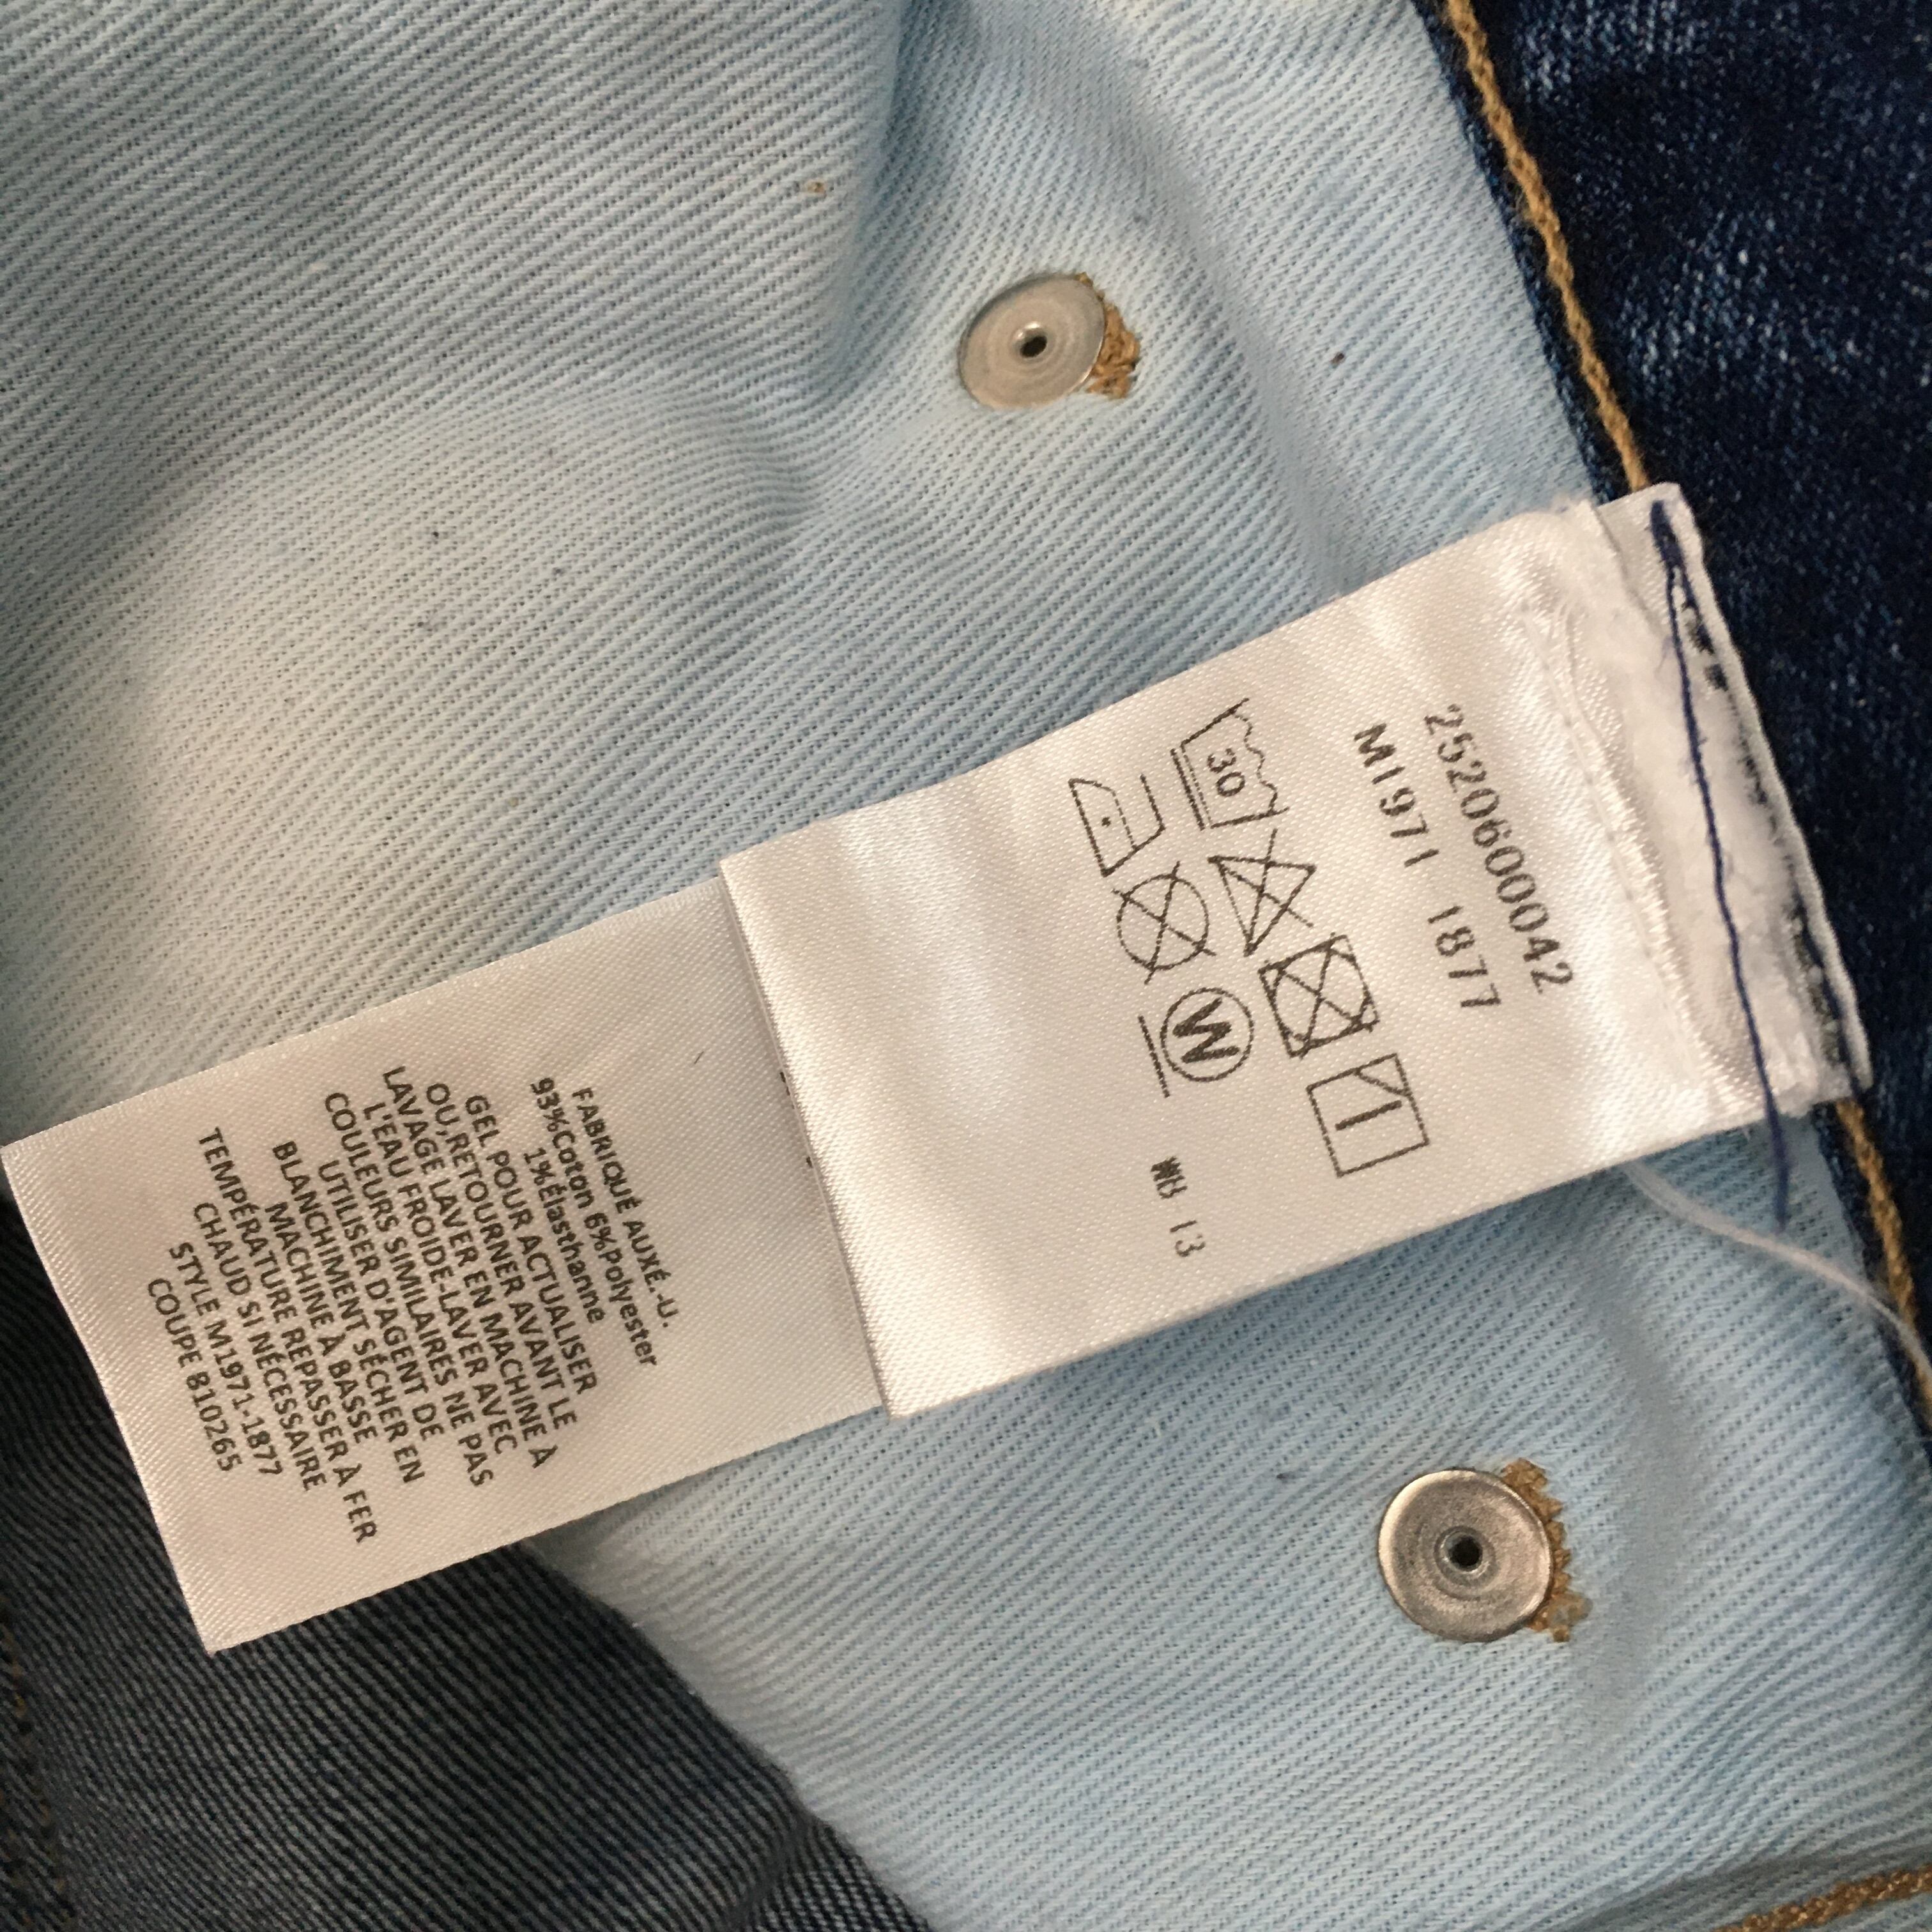 2520600042
M1971 1877
30
W
WB 13
FABRIQUÉ AUXÉ.-U.
93%Coton 6%Polyester
1%Élasthanne
GEL POUR ACTUALISER
OU,RETOURNER AVANT LE
LAVAGE LAVER EN MACHINE À
L'EAU FROIDE-LAVER AVEC
COULEURS SIMILAIRES NE PAS
UTILISER D'AGENT DE
BLANCHIMENT SÉCHER EN
MACHINE À BASSE
TEMPÉRATURE REPASSER À FER
CHAUD SI NÉCESSAIRE
STYLE M1971-1877
COUPE 810265